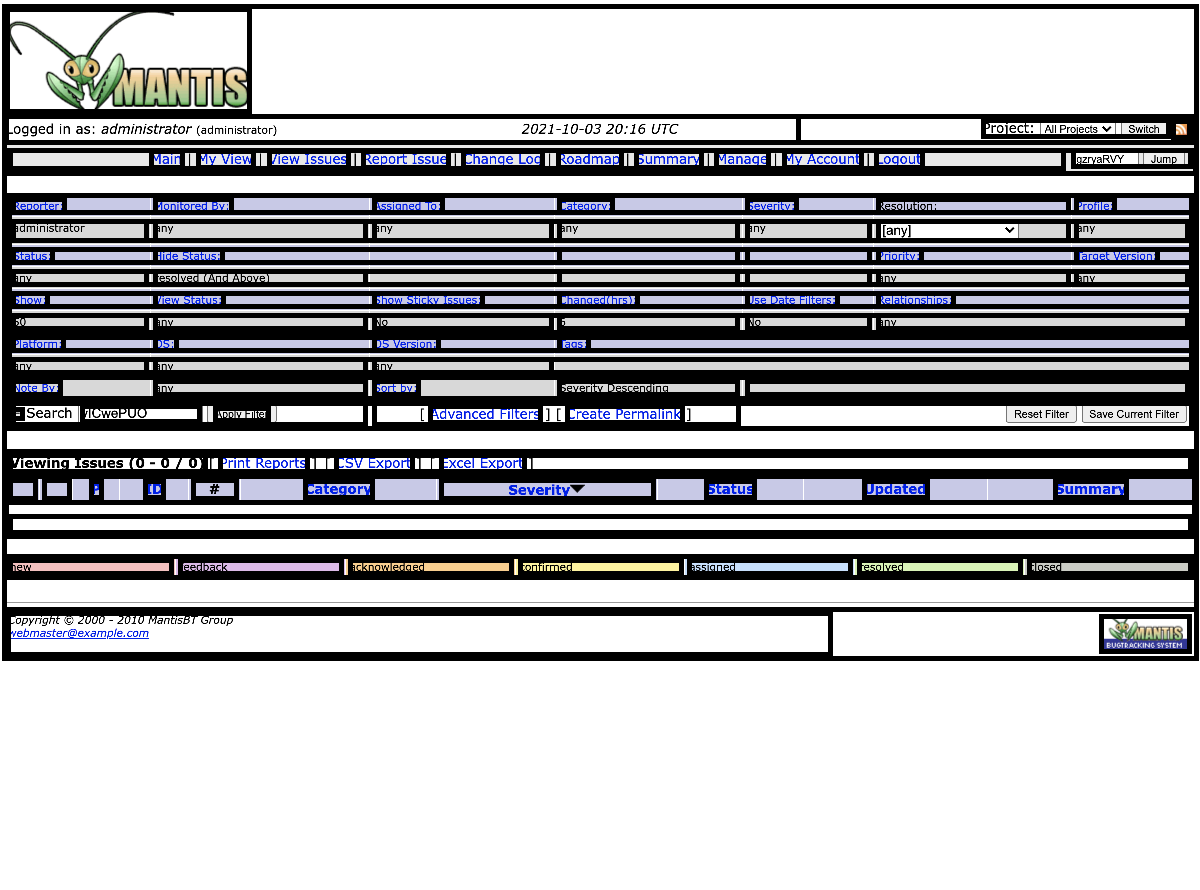 MANTIS
Logged in as: administrator (administrator) 2021-10-03 20:16 UTC Project: All Projects Switch
Main My View View Issues Report Issue Change Log Roadmap Summary Manage My Account Logout gzryaRVY Jump
Reporter: Monitored By: Assigned To: Category: Severity: Resolution: Profile:
administrator any any any any [any] any
Status: Hide Status: Priority: Target Version:
any resolved (And Above) any any
Show: View Status: Show Sticky Issues: Changed(hrs): Use Date Filters: Relationships:
50 any No 6 No any
Platform: OS: OS Version: Tags:
any any any
Note By: any Sort by: Severity Descending
Search Apply Filter [ Advanced Filters ] [ Create Permalink ] Reset Filter Save Current Filter
Viewing Issues (0 - 0 / 0) [ Print Reports ] [ CSV Export ] [ Excel Export ]
P ID # Category Severity Status Updated Summary
new feedback acknowledged confirmed assigned resolved closed
Copyright © 2000 - 2010 MantisBT Group
webmaster@example.com
MANTIS
BUGTRACKING SYSTEM